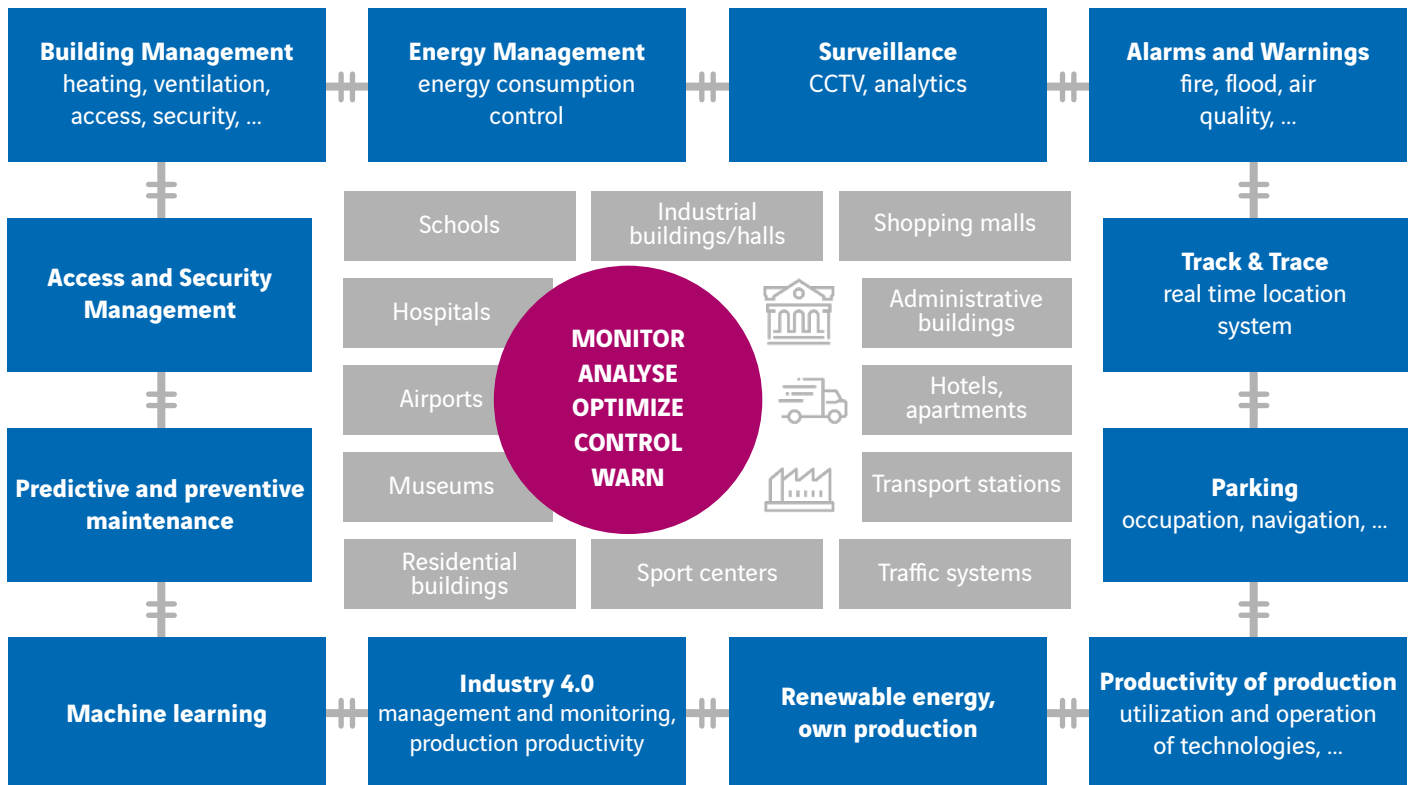 Building Management
heating, ventilation,
access, security, ...
Energy Management
energy consumption
control
Surveillance
CCTV, analytics
Alarms and Warnings
fire, flood, air
quality, ...
Schools
Industrial
buildings/halls
Shopping malls
Access and Security
Management
Hospitals
MONITOR
ANALYSE
OPTIMIZE
CONTROL
WARN
Administrative
buildings
Track & Trace
real time location
system
Airports
Hotels,
apartments
Predictive and preventive
maintenance
Museums
Transport stations
Parking
occupation, navigation, ...
Residential
buildings
Sport centers
Traffic systems
Machine learning
Industry 4.0
management and monitoring,
production productivity
Renewable energy,
own production
Productivity of production
utilization and operation
of technologies, ...